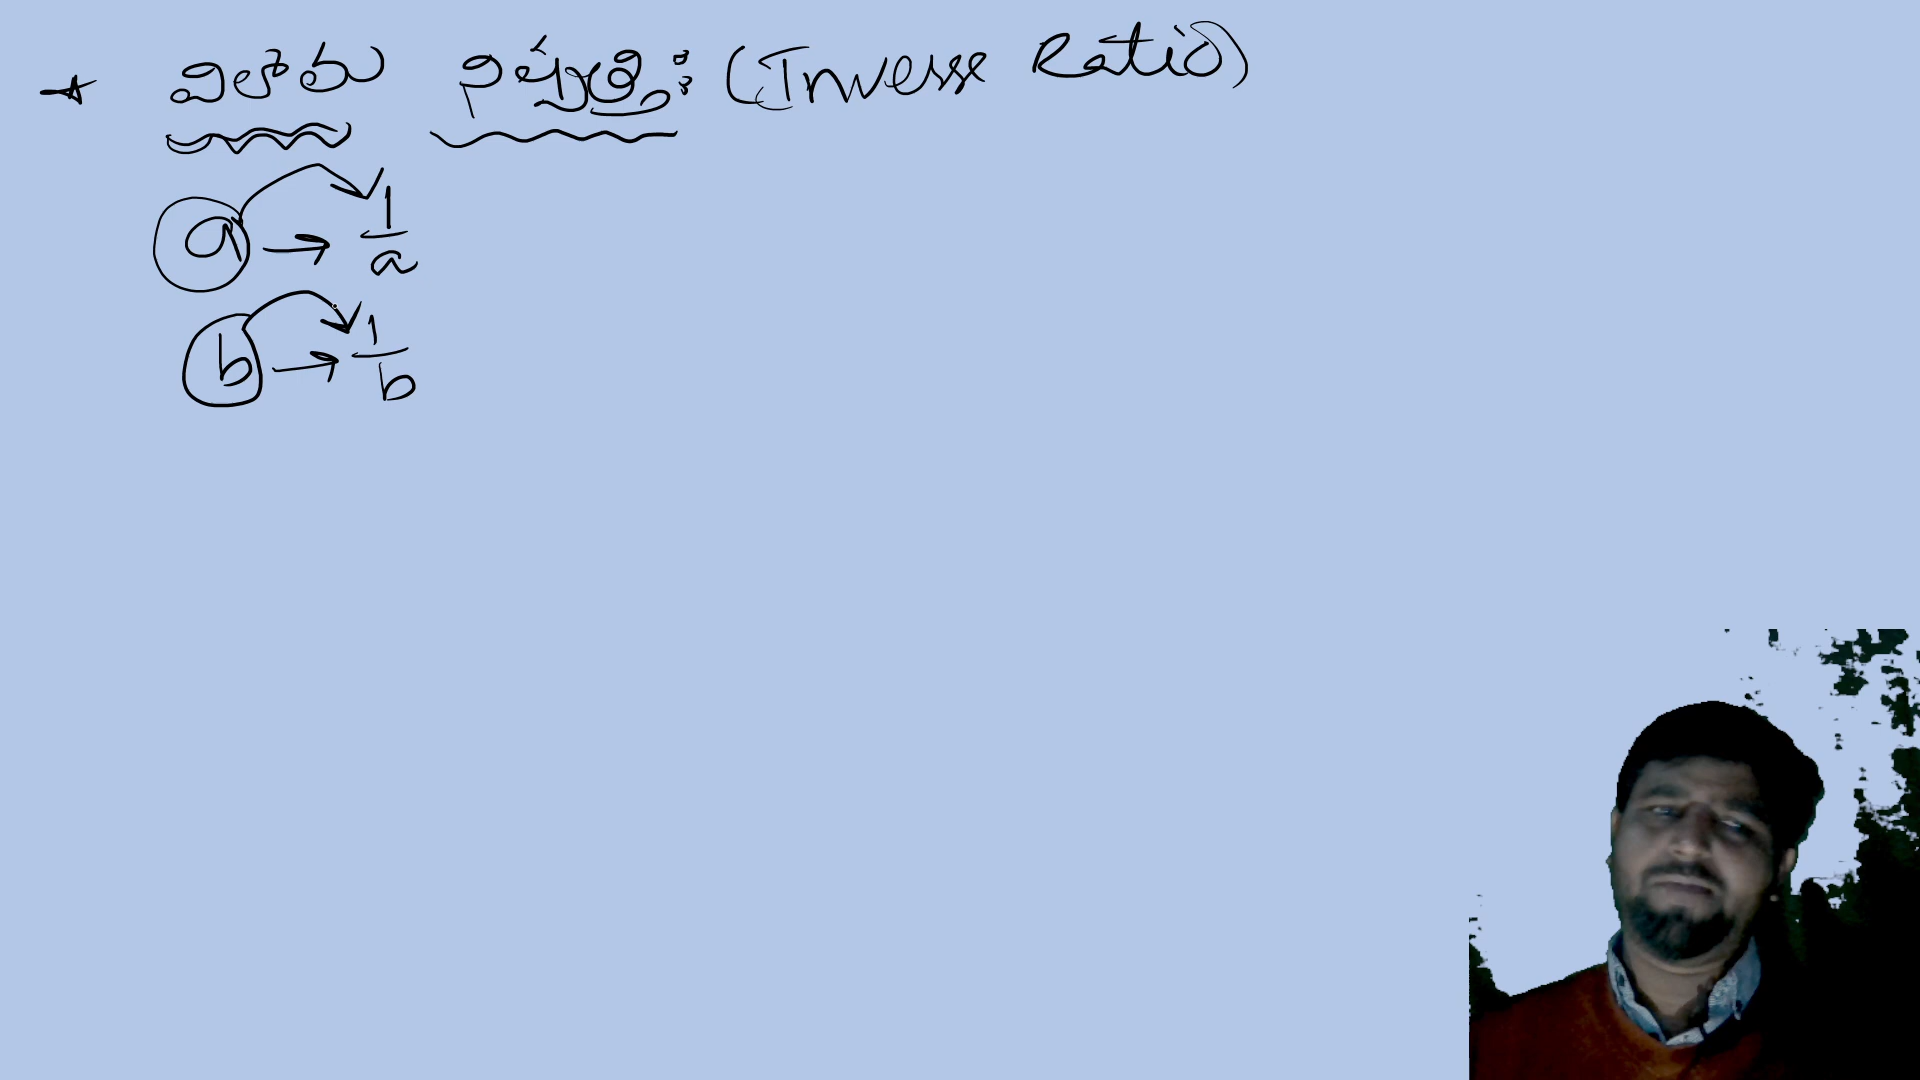 * విలోమ నిష్పత్తి: (Inverse Ratio)
a → 1/a
b → 1/b